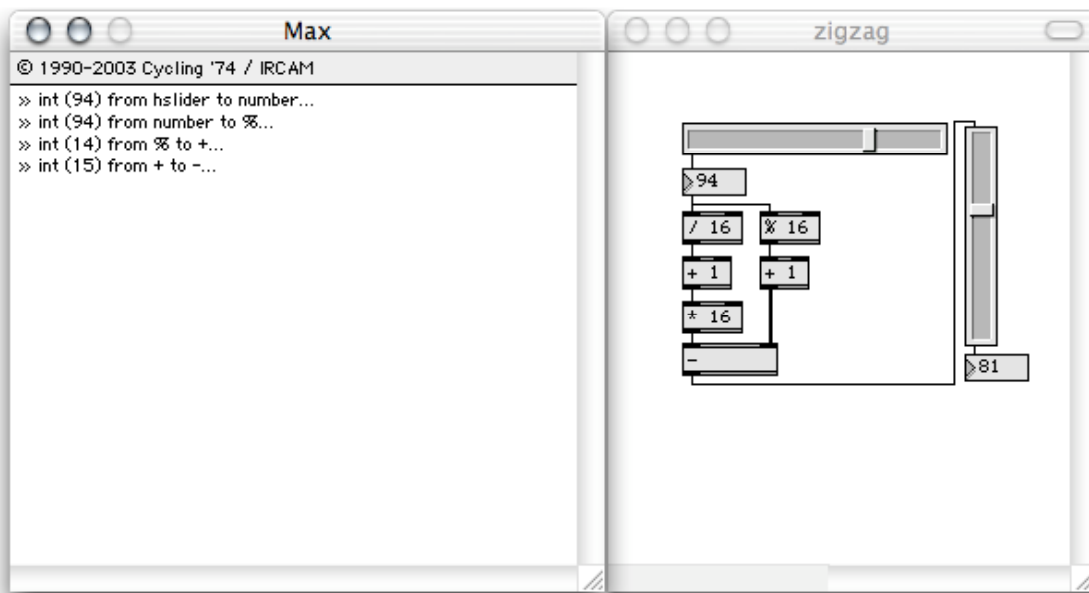 Max
© 1990-2003 Cycling '74 / IRCAM
» int (94) from hslider to number...
» int (94) from number to %...
» int (14) from % to +...
» int (15) from + to -...
zigzag
94
/ 16
% 16
+ 1
+ 1
* 16
-
81